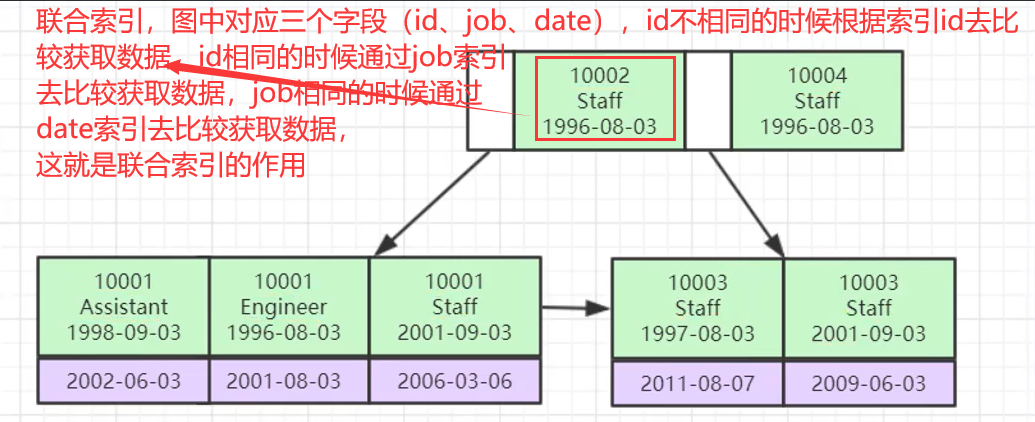 联合索引，图中对应三个字段（id、job、date），id不相同的时候根据索引id去比
较获取数据，id相同的时候通过job索引
去比较获取数据，job相同的时候通过
date索引去比较获取数据，
这就是联合索引的作用
10002
Staff
1996-08-03
10004
Staff
1996-08-03
10001
Assistant
1998-09-03
2002-06-03
10001
Engineer
1996-08-03
2001-08-03
10001
Staff
2001-09-03
2006-03-06
10003
Staff
1997-08-03
2011-08-07
10003
Staff
2001-09-03
2009-06-03